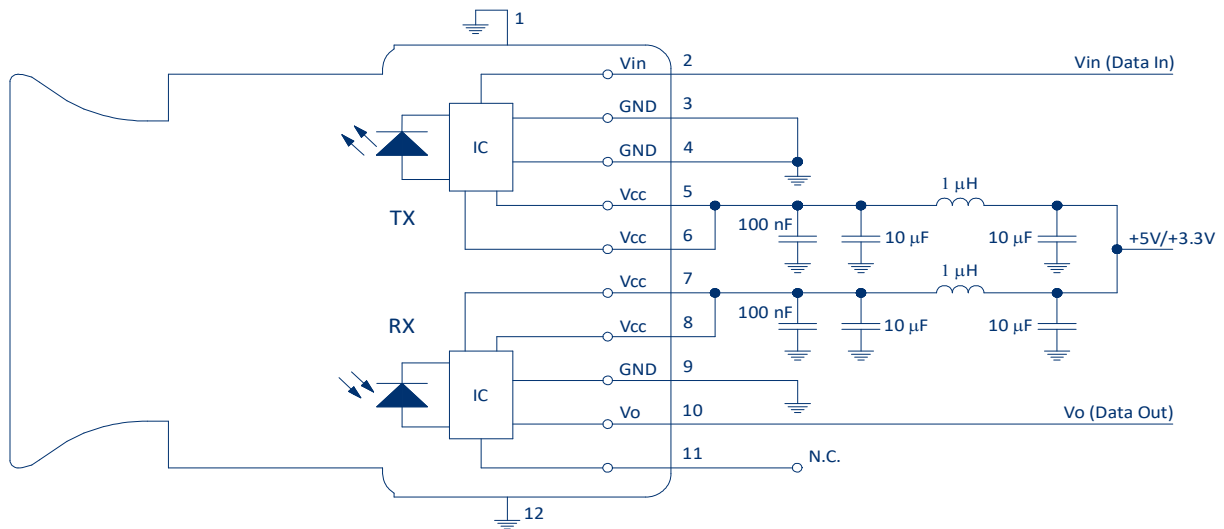 1
Vin 2 Vin (Data In)
GND 3
IC
GND 4
Vcc 5 1 μH
TX 100 nF 10 μF 10 μF
Vcc 6 +5V/+3.3V
Vcc 7 1 μH
RX 100 nF 10 μF 10 μF
Vcc 8
GND 9
IC
Vo 10 Vo (Data Out)
11 N.C.
12